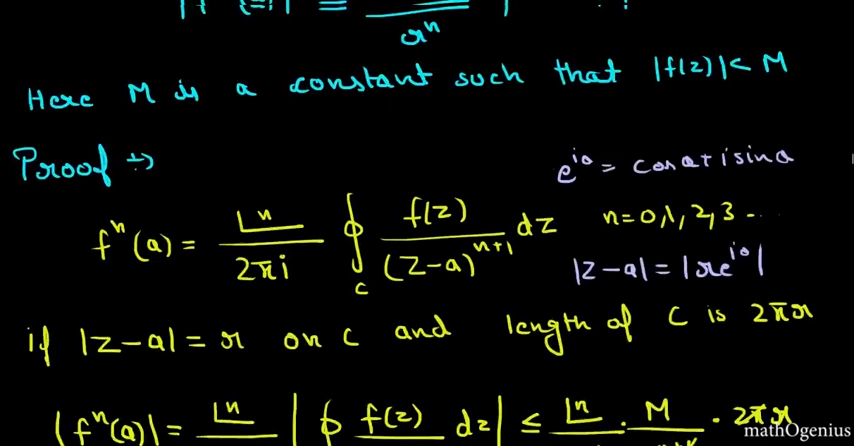 |f (a)| ≤ / r^n
Here M is a constant such that |f(z)| < M
Proof :→
e^{iθ} = cosθ + i sinθ
f^n(a) = ⌊n / 2πi ∮_C f(z) / (z-a)^{n+1} dz n = 0,1,2,3 ...
|z-a| = |re^{iθ}|
if |z-a| = r on C and length of C is 2πr
|f^n(a)| = ⌊n | ∮ f(z) dz | ≤ ⌊n . M . 2πr
mathOgenius